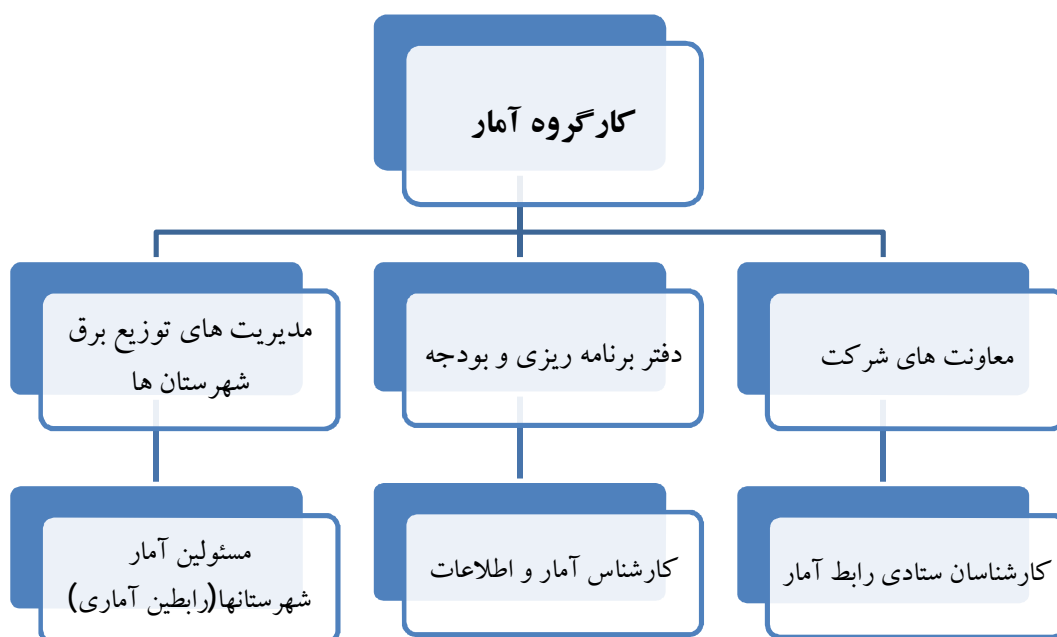 کارگروه آمار
معاونت های شرکت
دفتر برنامه ریزی و بودجه
مدیریت های توزیع برق
شهرستان ها
کارشناسان ستادی رابط آمار
کارشناس آمار و اطلاعات
مسئولین آمار
شهرستانها(رابطین آماری)